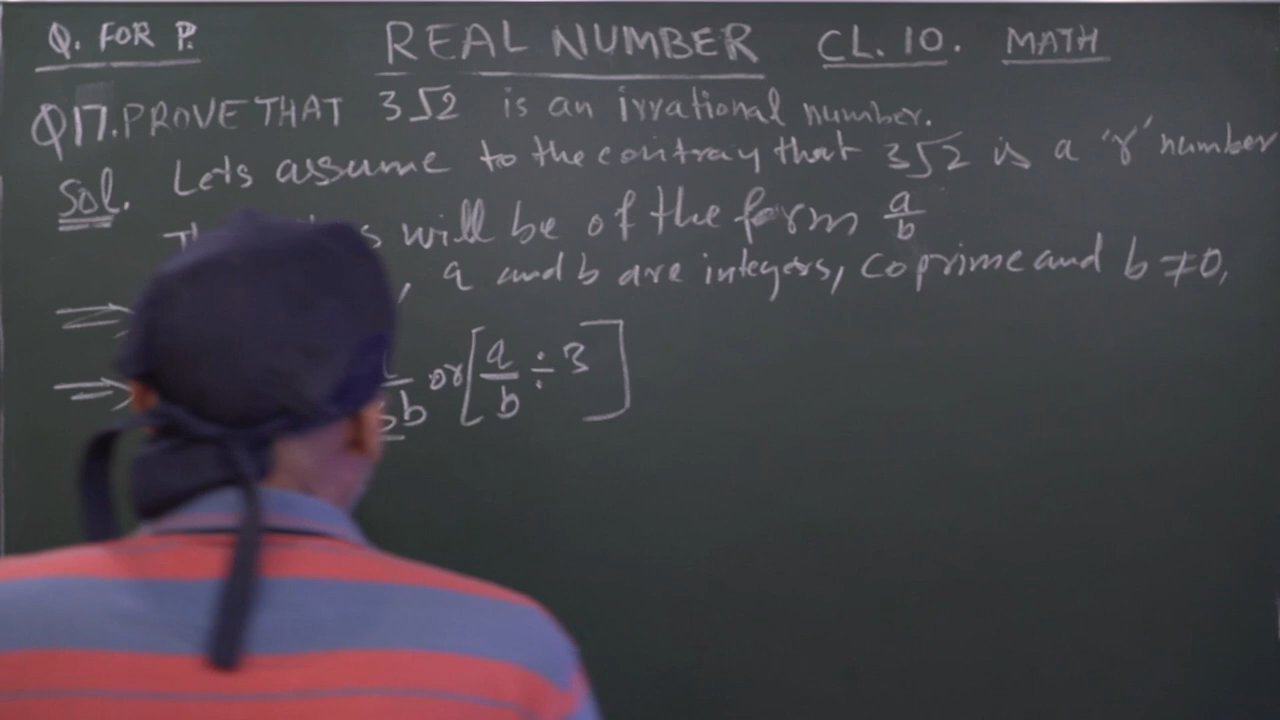 Q. FOR P. REAL NUMBER CL. 10. MATH
Q17. PROVE THAT 3√2 is an irrational number.
Sol. Lets assume to the contray that 3√2 is a 'r' number
will be of the form a/b
, a and b are integers, coprime and b ≠ 0,
⇒
⇒ b or [a/b ÷ 3]